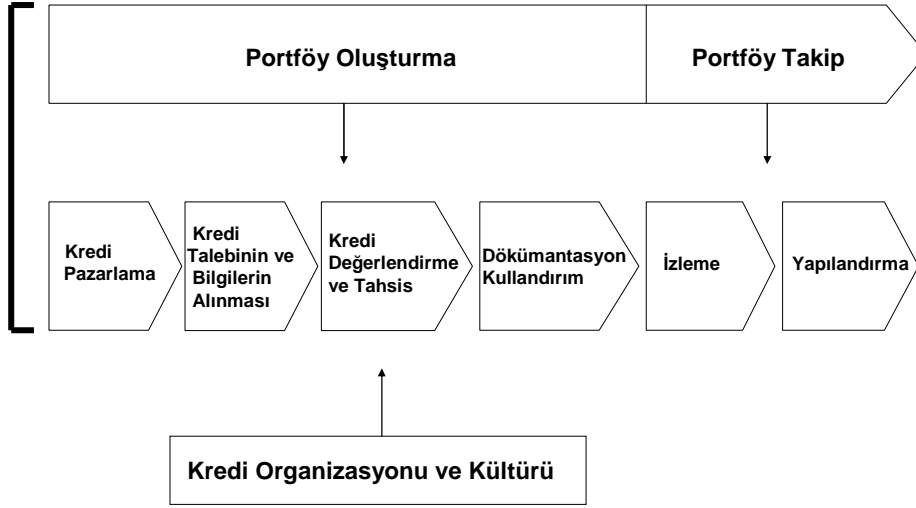 Portföy Oluşturma
Portföy Takip
Kredi
Pazarlama
Kredi
Talebinin ve
Bilgilerin
Alınması
Kredi
Değerlendirme
ve Tahsis
Dökümantasyon
Kullandırım
İzleme
Yapılandırma
Kredi Organizasyonu ve Kültürü